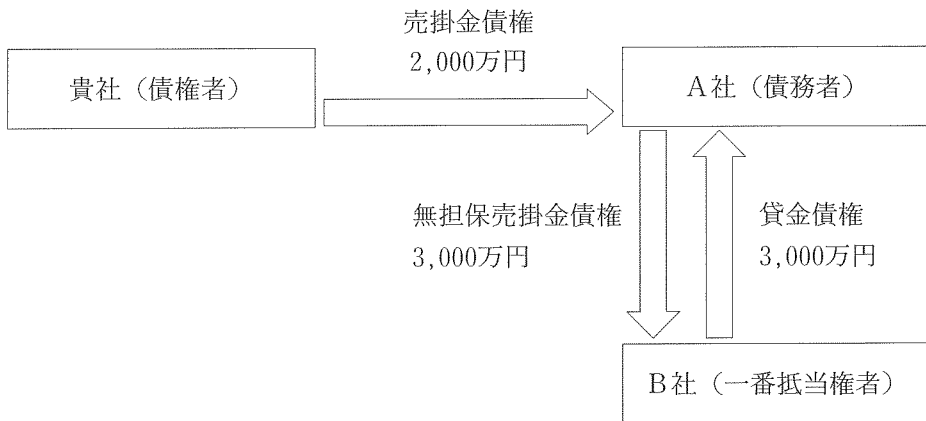 売掛金債権
2,000万円
貴社（債権者）
A社（債務者）
無担保売掛金債権
3,000万円
貸金債権
3,000万円
B社（一番抵当権者）